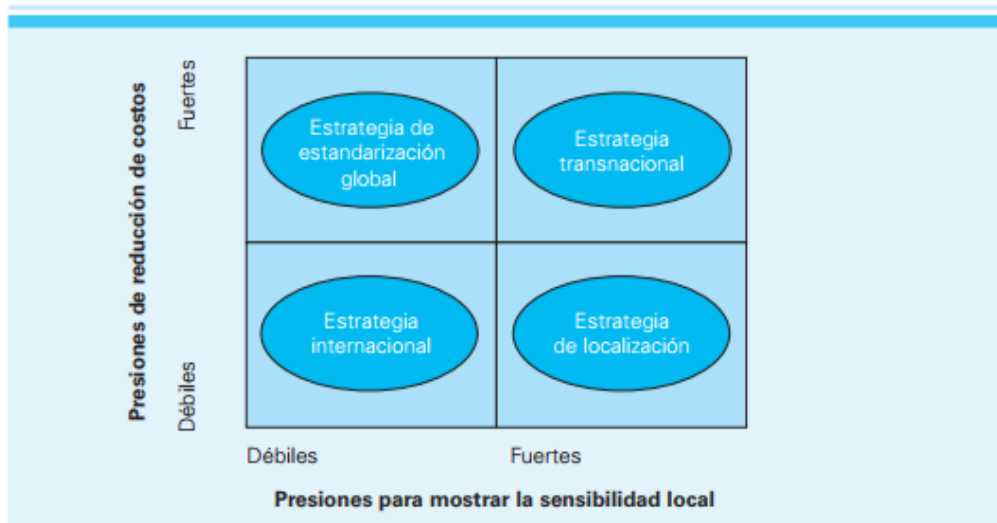 Presiones de reducción de costos
Fuertes
Débiles
Estrategia de
estandarización
global
Estrategia
transnacional
Estrategia
internacional
Estrategia
de localización
Débiles
Fuertes
Presiones para mostrar la sensibilidad local